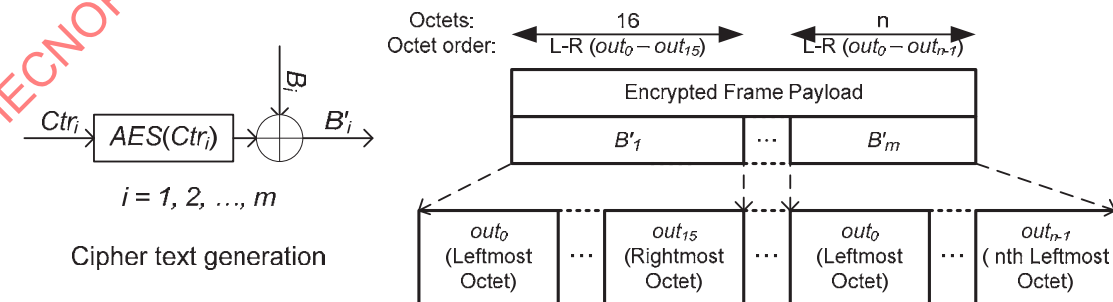 IECNOR
Ctri
AES(Ctri)
Bi
B'i
i = 1, 2, ..., m
Cipher text generation
Octets: 16 n
Octet order: L-R (out0 – out15) L-R (out0 – outn-1)
Encrypted Frame Payload
B'1 ... B'm
out0 ... out15 ... out0 ... outn-1
(Leftmost (Rightmost (Leftmost ( nth Leftmost
Octet) Octet) Octet) Octet)